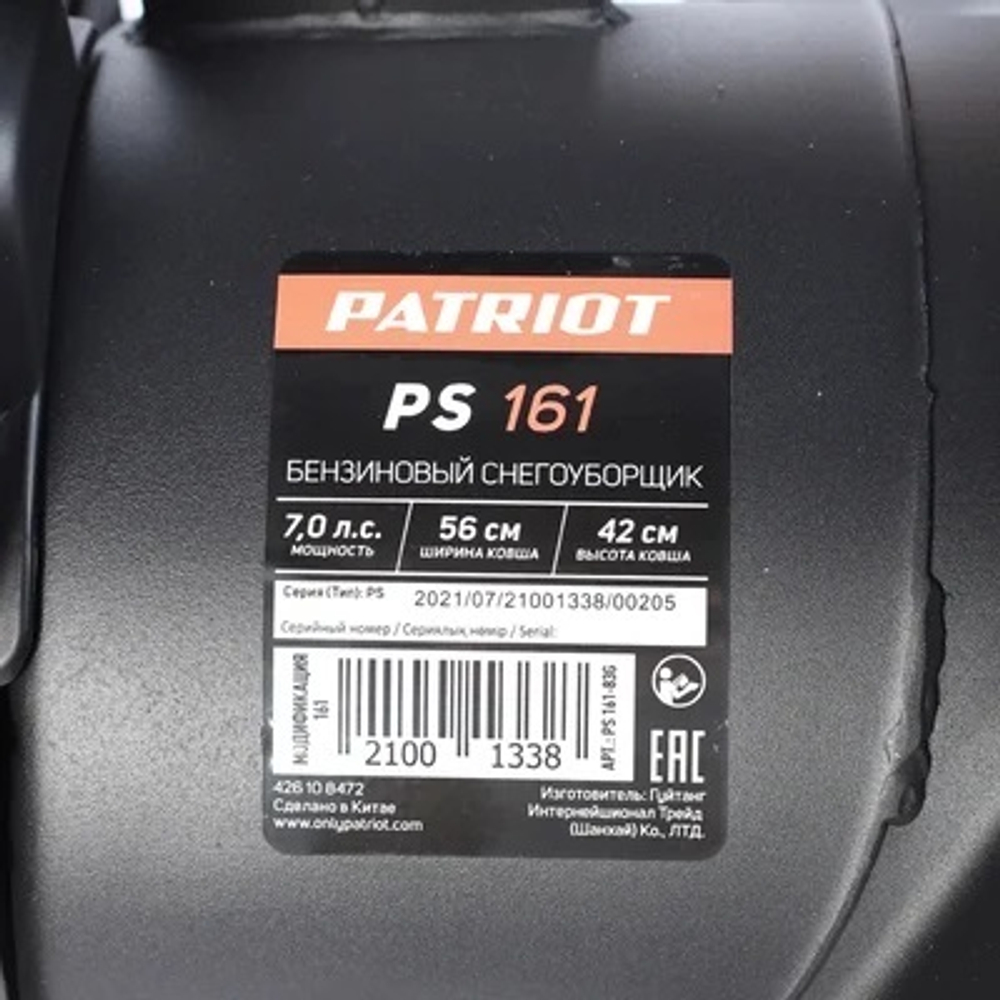 PATRIOT
PS 161
БЕНЗИНОВЫЙ СНЕГОУБОРЩИК
7,0 л.с. 56 см 42 см
МОЩНОСТЬ ШИРИНА КОВША ВЫСОТА КОВША
Серия (Тип): PS 2021/07/21001338/00205
Серийный номер / Сериялық нөмір / Serial:
МОДИФИКАЦИЯ
161
2100 1338
АРТ.: PS 161-83G
EAC
426 10 8472
Сделано в Китае
www.onlypatriot.com
Изготовитель: Гуйтанг
Интернейшионал Трейд
(Шанхай) Ко., ЛТД.